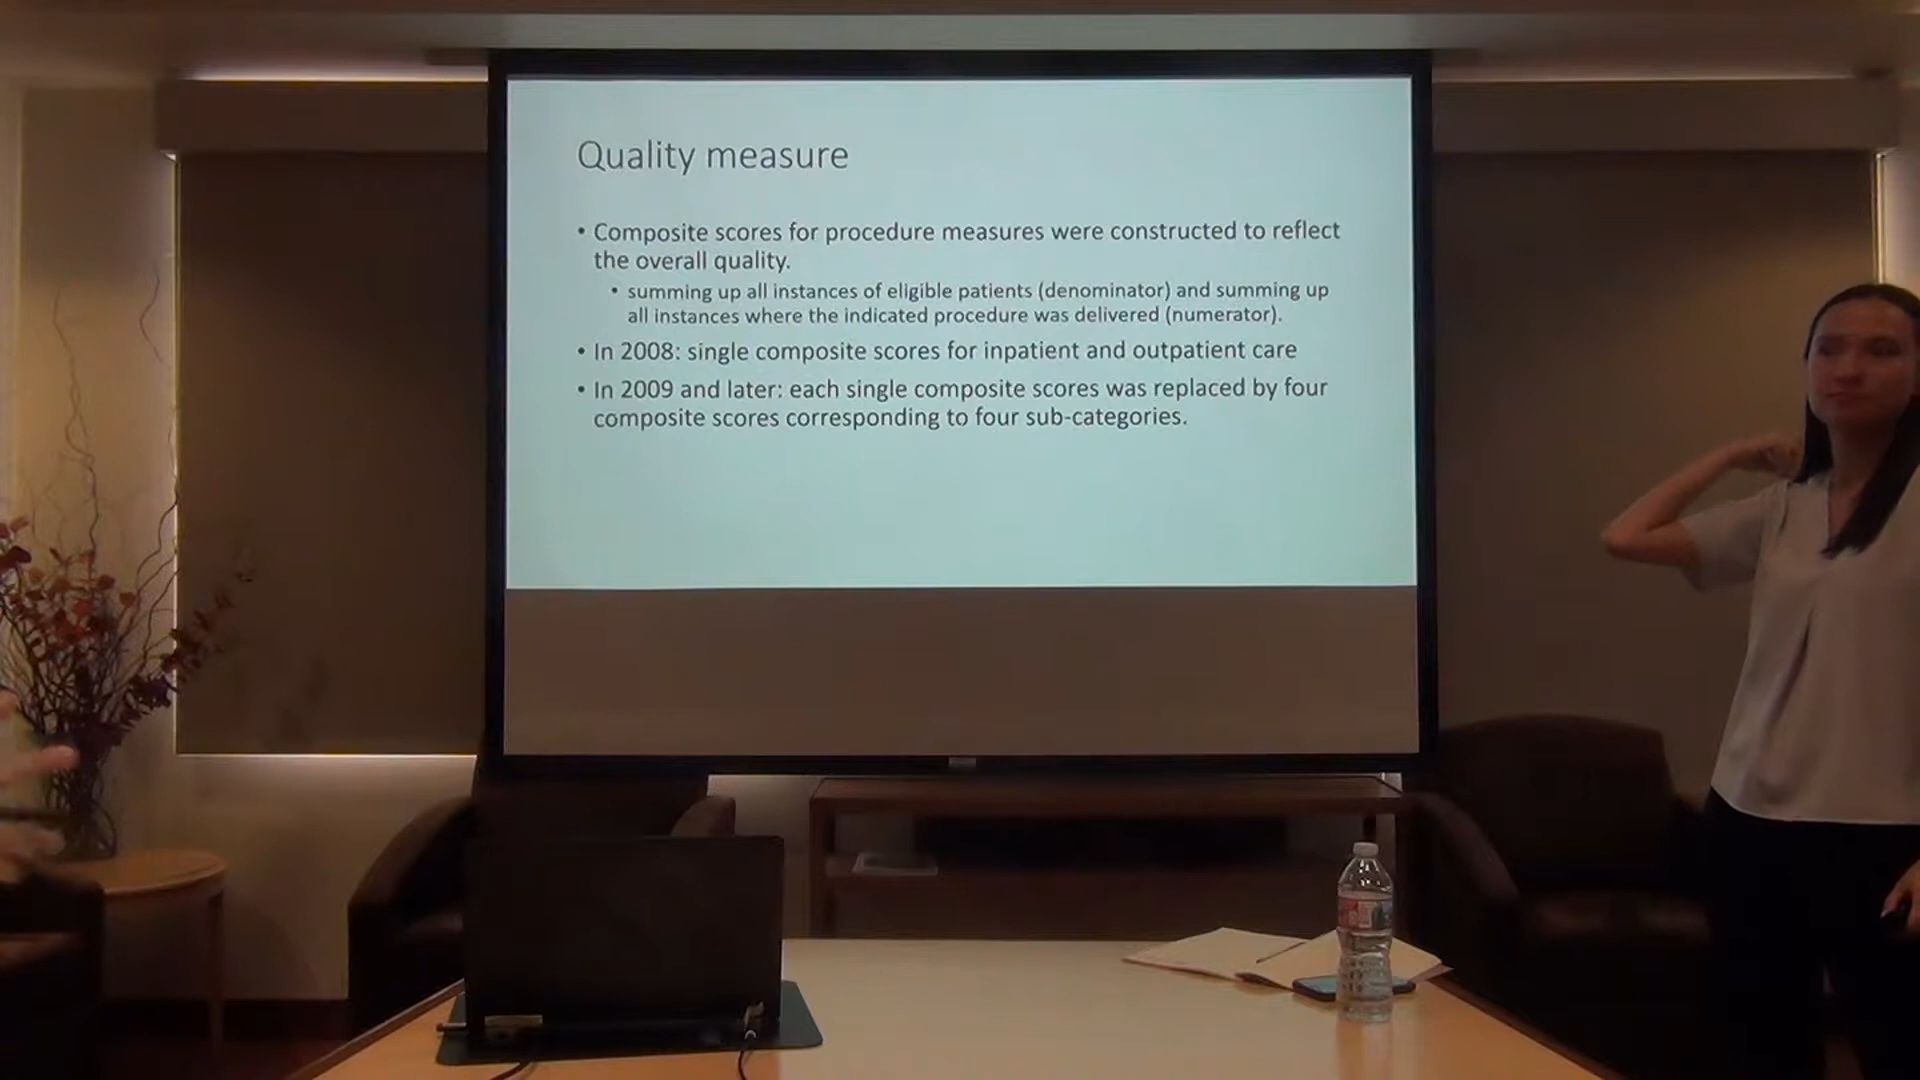 Quality measure
• Composite scores for procedure measures were constructed to reflect
the overall quality.
• summing up all instances of eligible patients (denominator) and summing up
all instances where the indicated procedure was delivered (numerator).
• In 2008: single composite scores for inpatient and outpatient care
• In 2009 and later: each single composite scores was replaced by four
composite scores corresponding to four sub-categories.